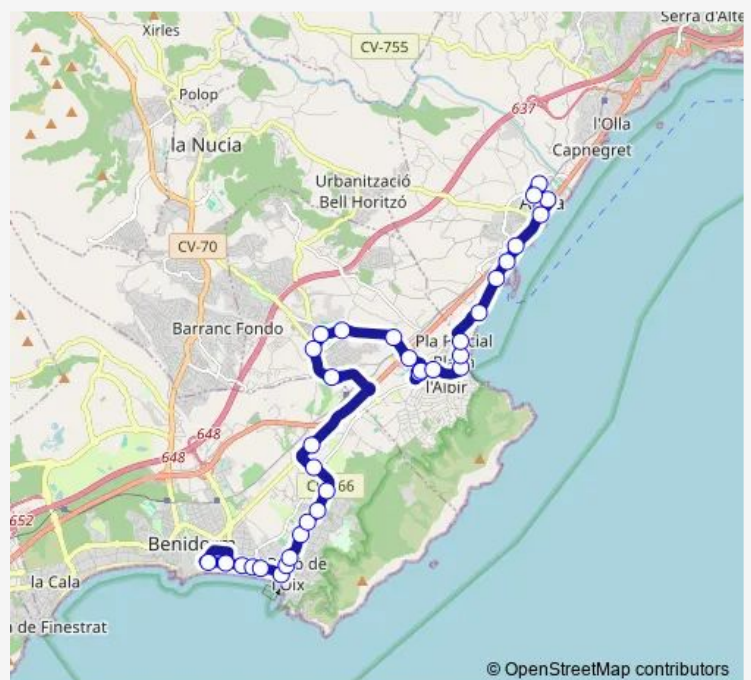 Serra d'Alte
Xirles
CV-755
Polop
637
l'Olla
la Nucia
Capnegret
Urbanització
Bell Horitzó
CV-70
Barranc Fondo
l'Albir
648
648
652
Benidorm
la Cala
de Finestrat
© OpenStreetMap contributors